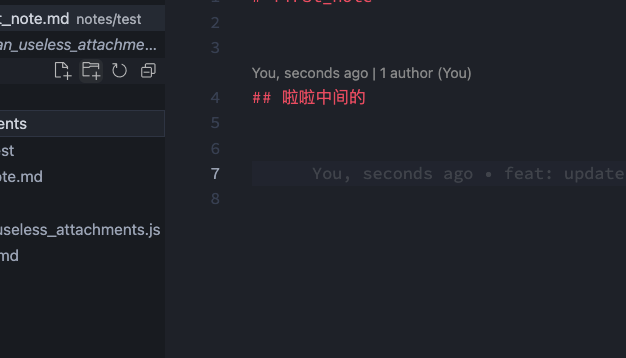 t_note.md notes/test
an_useless_attachme...
ents
est
ote.md
useless_attachments.js
md
1 # First_note
2
3
You, seconds ago | 1 author (You)
4 ## 啦啦中间的
5
6
7 You, seconds ago • feat: update
8